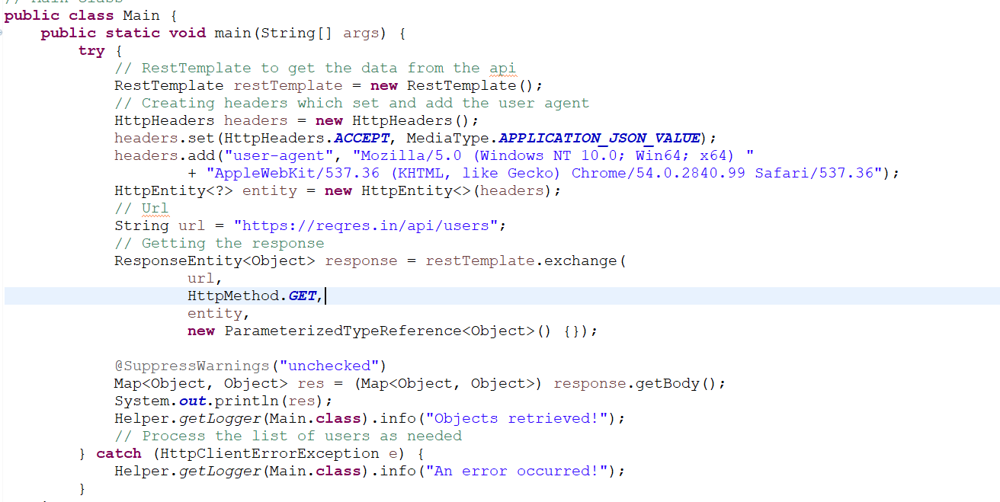 // Main Class
public class Main {
    public static void main(String[] args) {
        try {
            // RestTemplate to get the data from the api
            RestTemplate restTemplate = new RestTemplate();
            // Creating headers which set and add the user agent
            HttpHeaders headers = new HttpHeaders();
            headers.set(HttpHeaders.ACCEPT, MediaType.APPLICATION_JSON_VALUE);
            headers.add("user-agent", "Mozilla/5.0 (Windows NT 10.0; Win64; x64) "
                    + "AppleWebKit/537.36 (KHTML, like Gecko) Chrome/54.0.2840.99 Safari/537.36");
            HttpEntity<?> entity = new HttpEntity<>(headers);
            // Url
            String url = "https://reqres.in/api/users";
            // Getting the response
            ResponseEntity<Object> response = restTemplate.exchange(
                    url,
                    HttpMethod.GET,
                    entity,
                    new ParameterizedTypeReference<Object>() {});

            @SuppressWarnings("unchecked")
            Map<Object, Object> res = (Map<Object, Object>) response.getBody();
            System.out.println(res);
            Helper.getLogger(Main.class).info("Objects retrieved!");
            // Process the list of users as needed
        } catch (HttpClientErrorException e) {
            Helper.getLogger(Main.class).info("An error occurred!");
        }